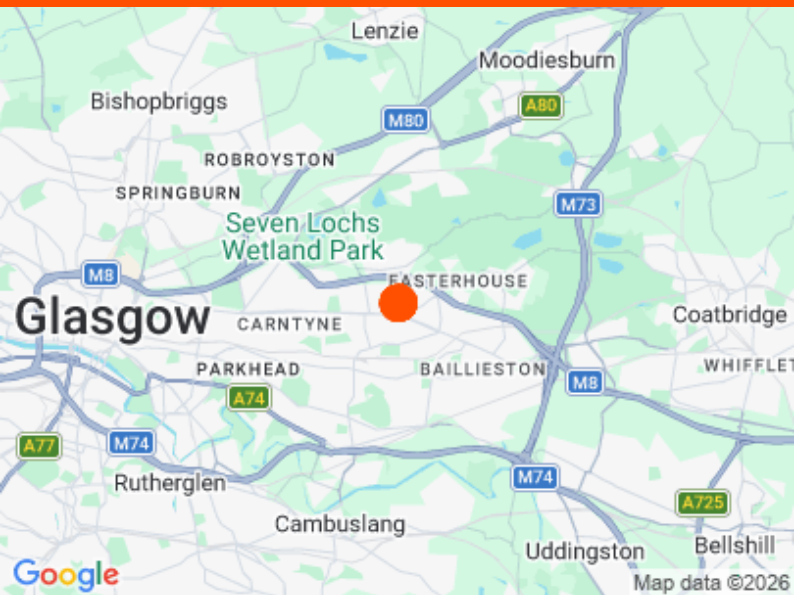 Lenzie
Moodiesburn
Bishopbriggs
A80
M80
ROBROYSTON
SPRINGBURN
M73
Seven Lochs
Wetland Park
M8
EASTERHOUSE
Glasgow
CARNTYNE
Coatbridge
PARKHEAD
BAILLIESTON
WHIFFLET
M8
A74
A77
M74
Rutherglen
M74
A725
Cambuslang
Uddingston
Bellshill
Google
Map data ©2026